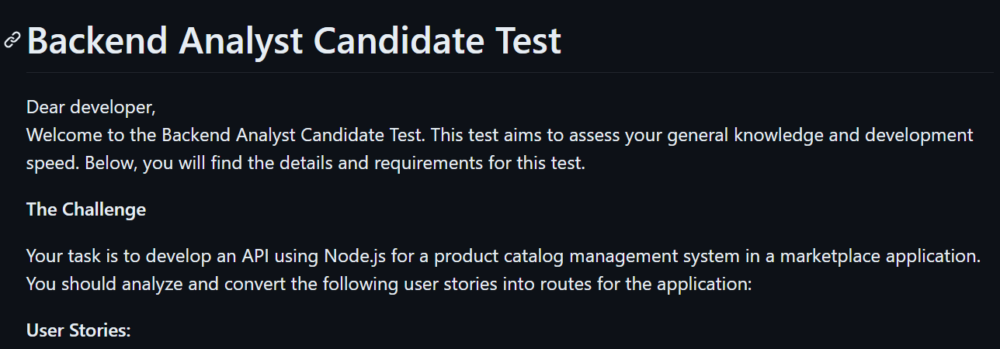 Backend Analyst Candidate Test
Dear developer,
Welcome to the Backend Analyst Candidate Test. This test aims to assess your general knowledge and development
speed. Below, you will find the details and requirements for this test.
The Challenge
Your task is to develop an API using Node.js for a product catalog management system in a marketplace application.
You should analyze and convert the following user stories into routes for the application:
User Stories: